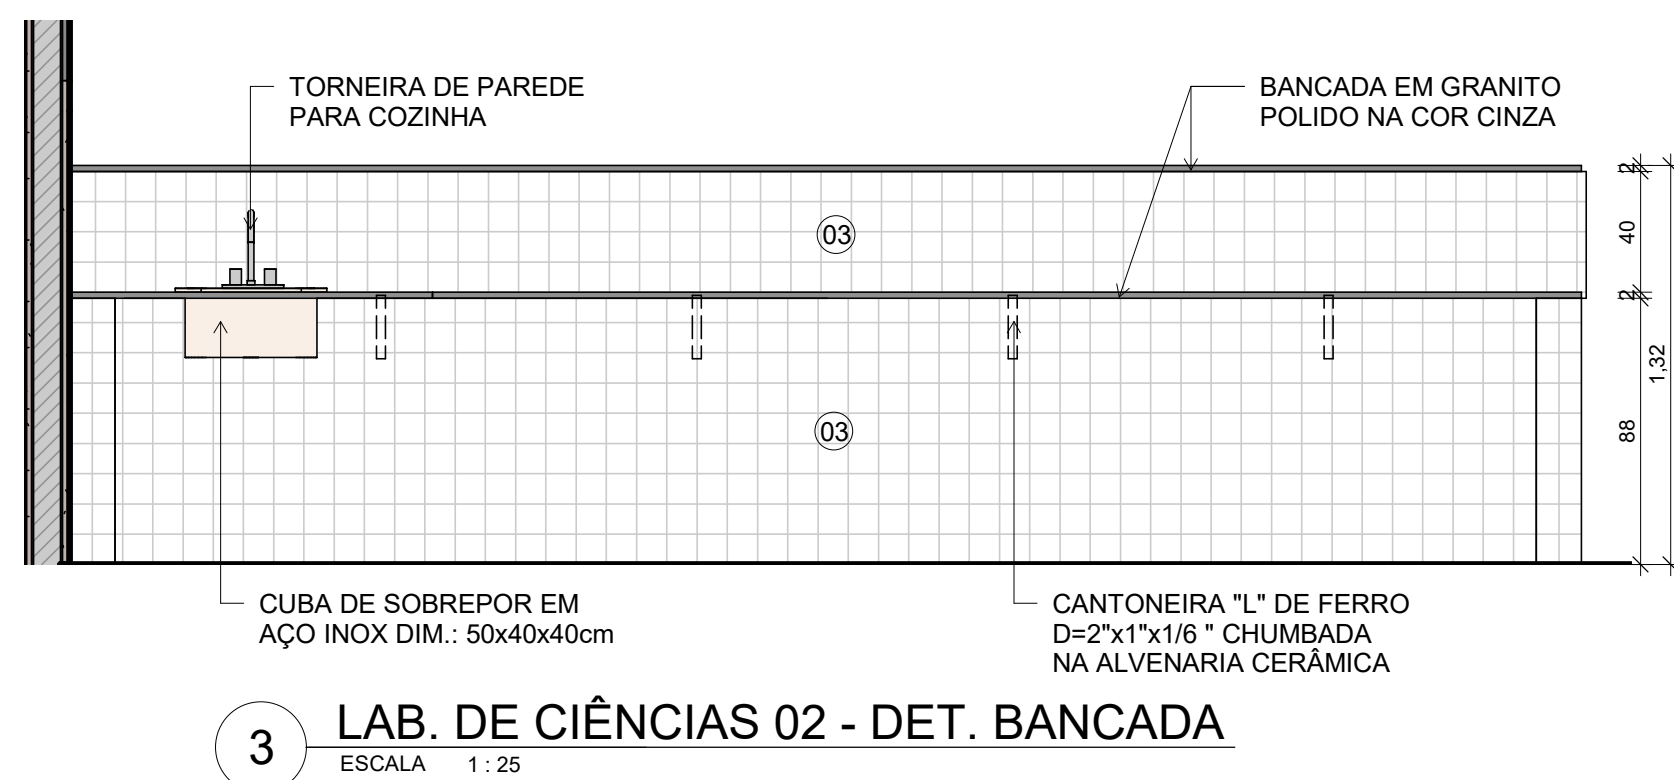 TORNEIRA DE PAREDE
PARA COZINHA
BANCADA EM GRANITO
POLIDO NA COR CINZA
2
03
40
2
1,32
03
88
CUBA DE SOBREPOR EM
AÇO INOX DIM.: 50x40x40cm
CANTONEIRA "L" DE FERRO
D=2"x1"x1/6 " CHUMBADA
NA ALVENARIA CERÂMICA
3
LAB. DE CIÊNCIAS 02 - DET. BANCADA
ESCALA 1 : 25